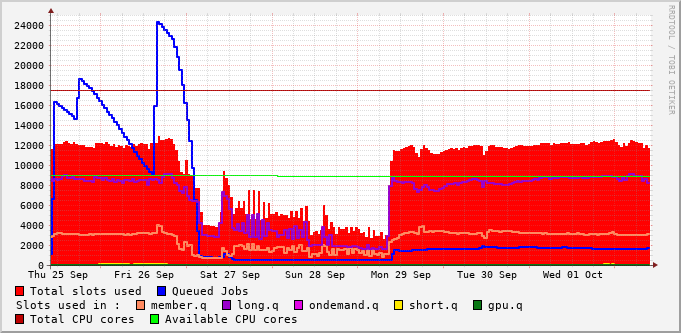 RRDTOOL / TOBI OETIKER
24000
22000
20000
18000
16000
14000
12000
10000
8000
6000
4000
2000
0
Thu 25 Sep Fri 26 Sep Sat 27 Sep Sun 28 Sep Mon 29 Sep Tue 30 Sep Wed 01 Oct
Total slots used Queued Jobs
Slots used in : member.q long.q ondemand.q short.q gpu.q
Total CPU cores Available CPU cores